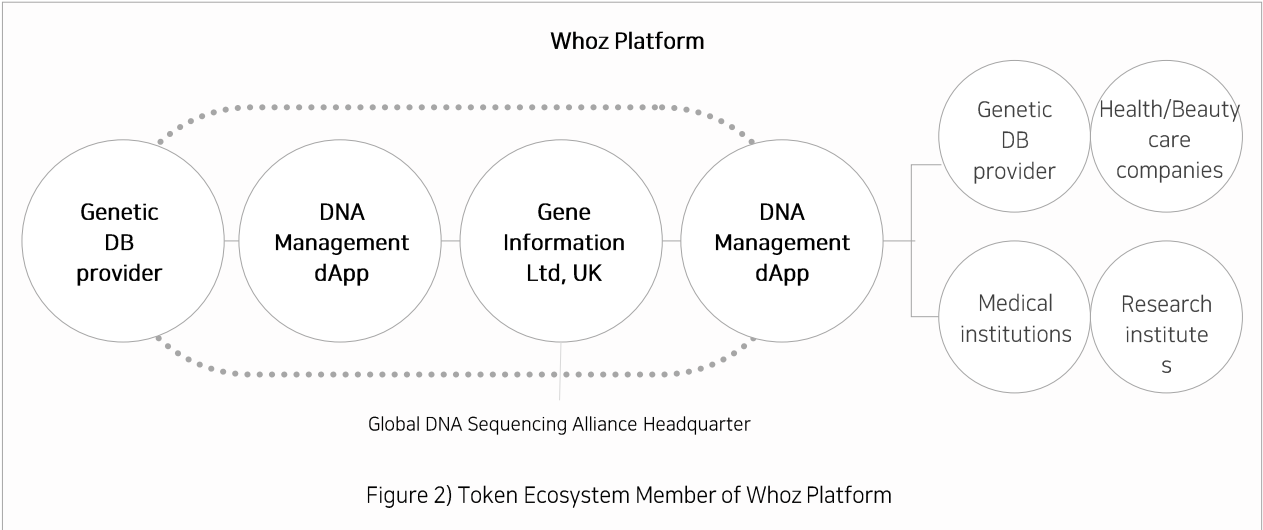 Whoz Platform
Genetic
DB
provider
DNA
Management
dApp
Gene
Information
Ltd, UK
DNA
Management
dApp
Genetic
DB
provider
Health/Beauty
care
companies
Medical
institutions
Research
institute
s
Global DNA Sequencing Alliance Headquarter
Figure 2) Token Ecosystem Member of Whoz Platform